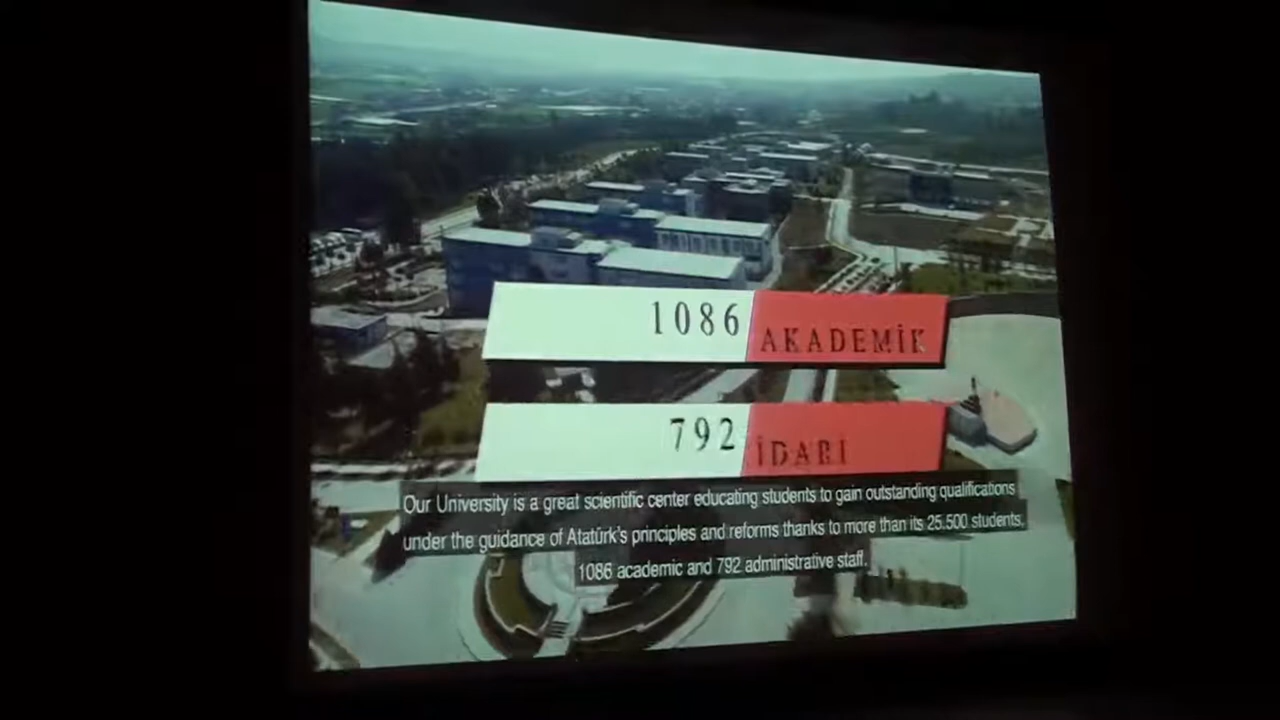 1086 AKADEMİK
792 İDARİ
Our University is a great scientific center educating students to gain outstanding qualifications
under the guidance of Atatürk's principles and reforms thanks to more than its 25.500 students,
1086 academic and 792 administrative staff.